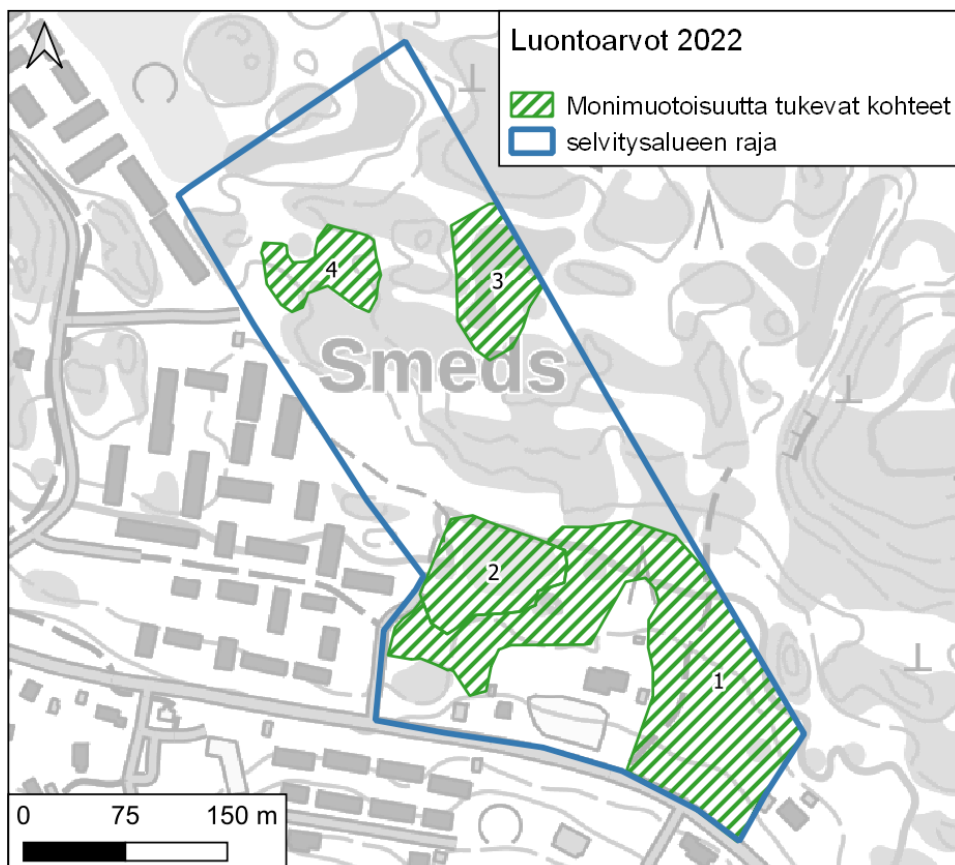 Luontoarvot 2022
Monimuotoisuutta tukevat kohteet
selvitysalueen raja
4
3
Smeds
2
1
0 75 150 m